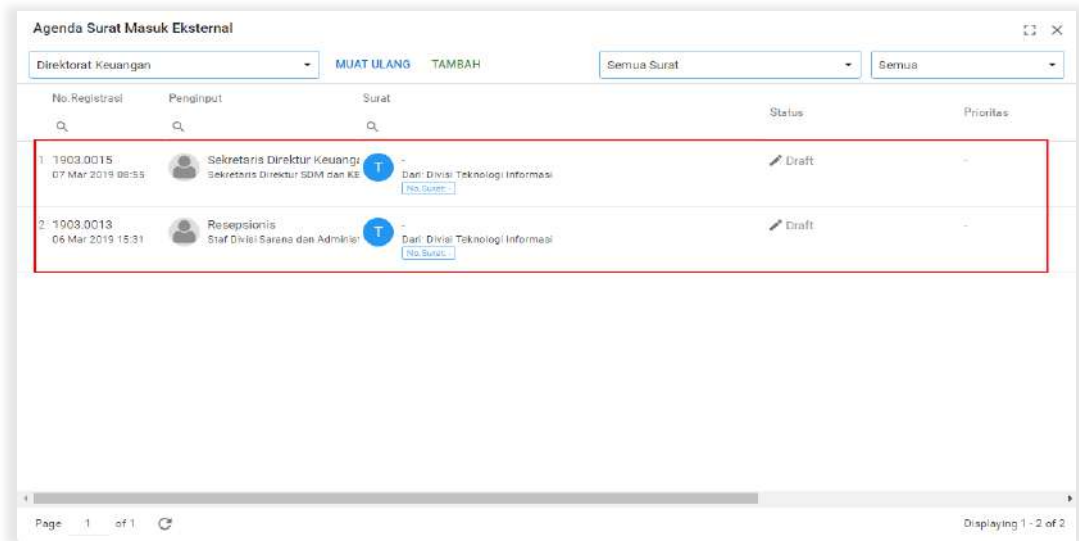 Agenda Surat Masuk Eksternal
Direktorat Keuangan MUAT ULANG TAMBAH Semua Surat Semua
No.Registrasi Penginput Surat Status Prioritas
1 1903.0015 Sekretaris Direktur Keuanga T - Draft -
07 Mar 2019 08:55 Sekretaris Direktur SDM dan KE Dari: Divisi Teknologi Informasi
No.Surat: -
2 1903.0013 Resepsionis T - Draft -
06 Mar 2019 15:31 Staf Divisi Sarana dan Administ Dari: Divisi Teknologi Informasi
No.Surat: -
Page 1 of 1 Displaying 1 - 2 of 2